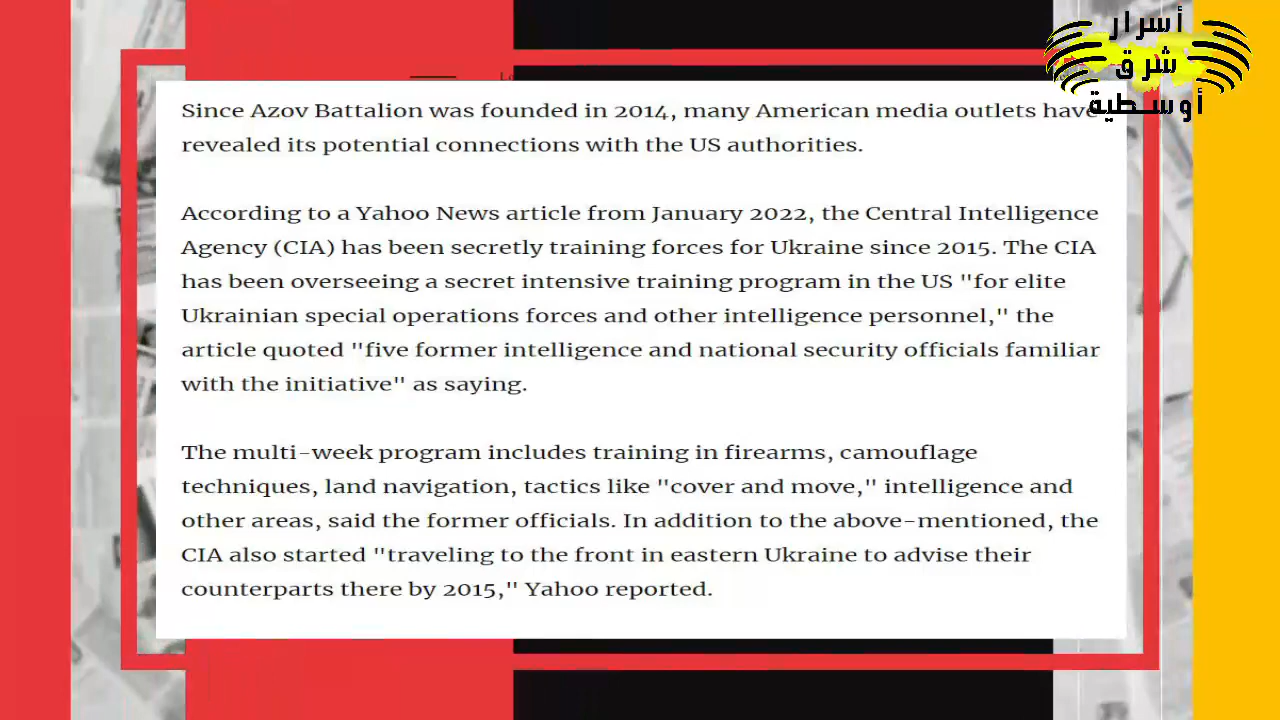 أسرار
شرق
أوسطية
Since Azov Battalion was founded in 2014, many American media outlets have
revealed its potential connections with the US authorities.
According to a Yahoo News article from January 2022, the Central Intelligence
Agency (CIA) has been secretly training forces for Ukraine since 2015. The CIA
has been overseeing a secret intensive training program in the US "for elite
Ukrainian special operations forces and other intelligence personnel," the
article quoted "five former intelligence and national security officials familiar
with the initiative" as saying.
The multi-week program includes training in firearms, camouflage
techniques, land navigation, tactics like "cover and move," intelligence and
other areas, said the former officials. In addition to the above-mentioned, the
CIA also started "traveling to the front in eastern Ukraine to advise their
counterparts there by 2015," Yahoo reported.